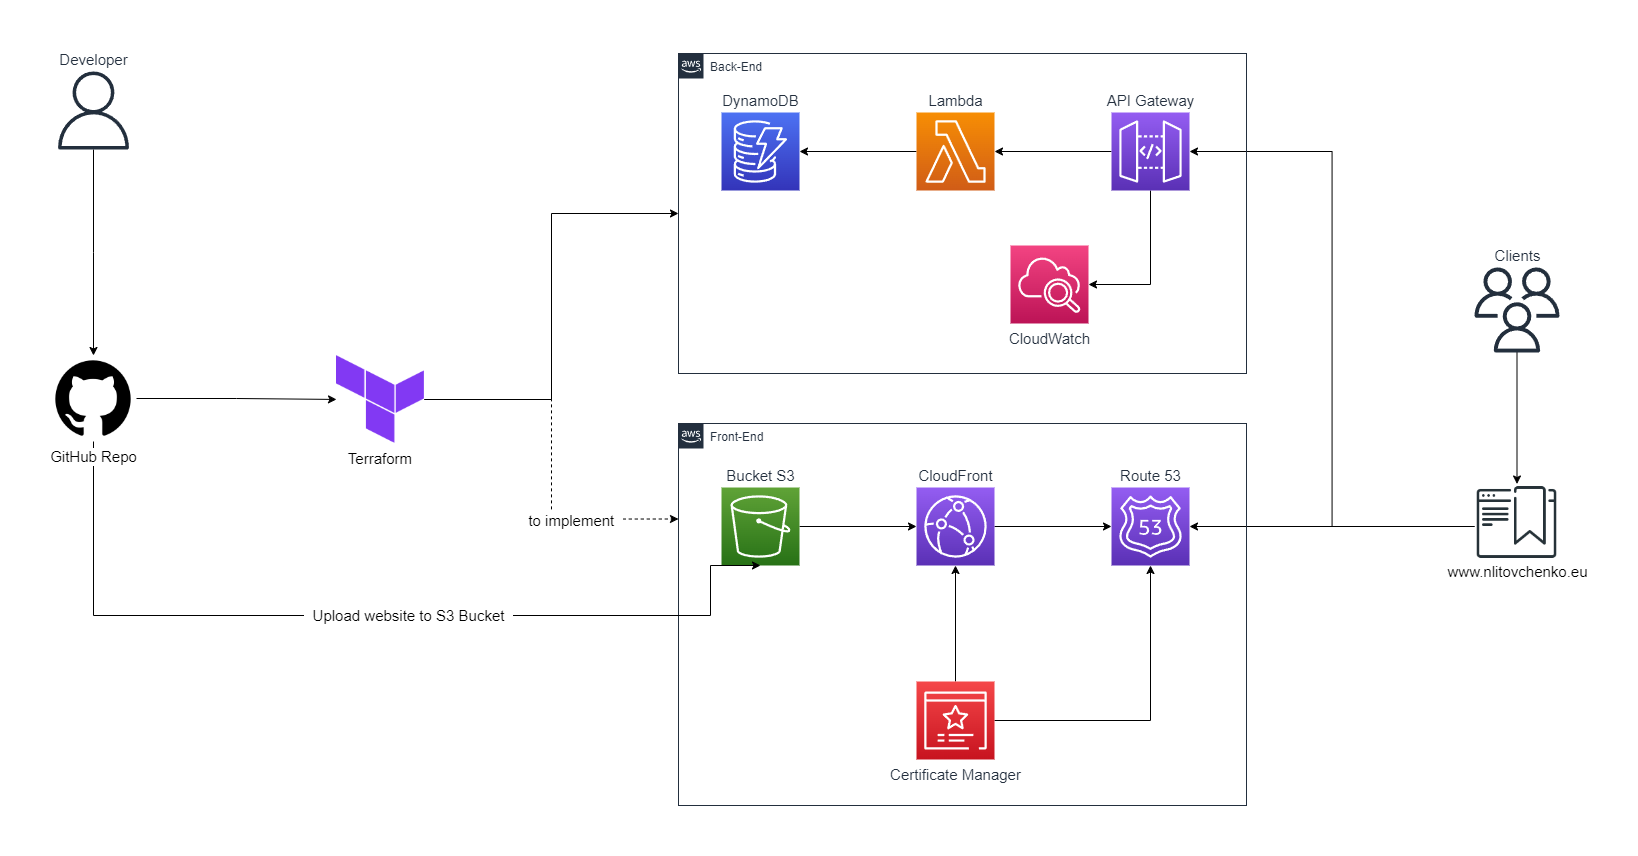 Developer
aws
Back-End
DynamoDB
Lambda
API Gateway
</>
CloudWatch
Clients
GitHub Repo
Terraform
aws
Front-End
Bucket S3
CloudFront
Route 53
53
to implement
www.nlitovchenko.eu
Upload website to S3 Bucket
Certificate Manager